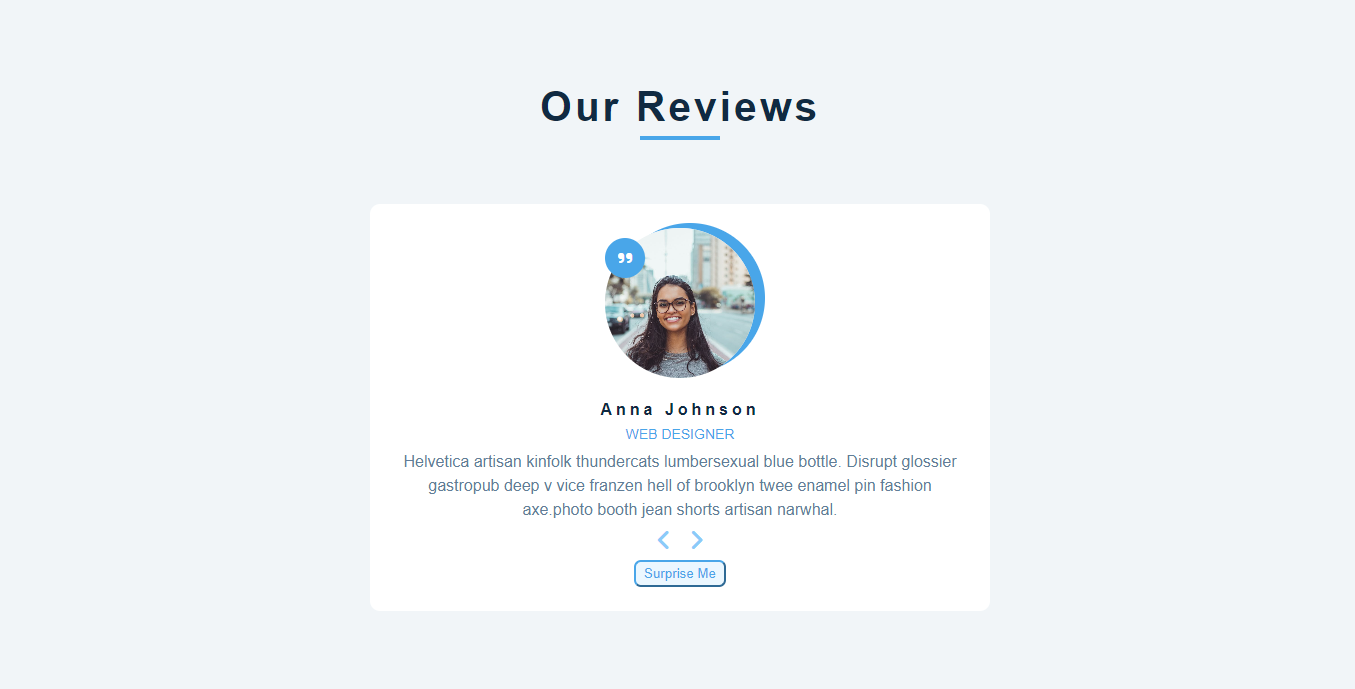 Our Reviews
Anna Johnson
WEB DESIGNER
Helvetica artisan kinfolk thundercats lumbersexual blue bottle. Disrupt glossier
gastropub deep v vice franzen hell of brooklyn twee enamel pin fashion
axe.photo booth jean shorts artisan narwhal.
Surprise Me